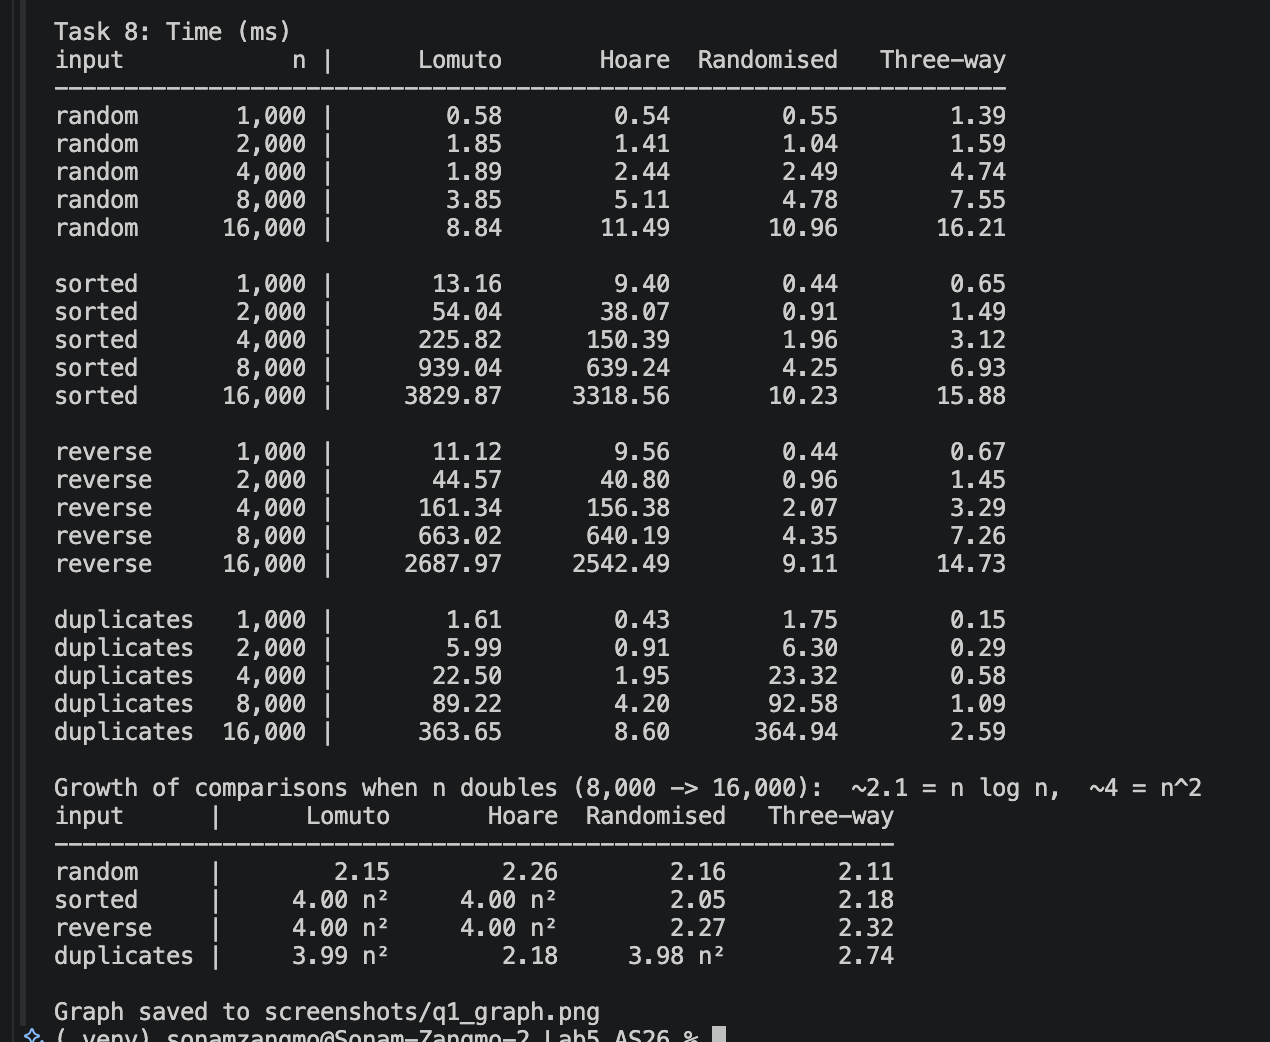 Task 8: Time (ms)
input            n |      Lomuto       Hoare  Randomised   Three-way
--------------------------------------------------------------------
random       1,000 |        0.58        0.54        0.55        1.39
random       2,000 |        1.85        1.41        1.04        1.59
random       4,000 |        1.89        2.44        2.49        4.74
random       8,000 |        3.85        5.11        4.78        7.55
random      16,000 |        8.84       11.49       10.96       16.21
sorted       1,000 |       13.16        9.40        0.44        0.65
sorted       2,000 |       54.04       38.07        0.91        1.49
sorted       4,000 |      225.82      150.39        1.96        3.12
sorted       8,000 |      939.04      639.24        4.25        6.93
sorted      16,000 |     3829.87     3318.56       10.23       15.88
reverse      1,000 |       11.12        9.56        0.44        0.67
reverse      2,000 |       44.57       40.80        0.96        1.45
reverse      4,000 |      161.34      156.38        2.07        3.29
reverse      8,000 |      663.02      640.19        4.35        7.26
reverse     16,000 |     2687.97     2542.49        9.11       14.73
duplicates   1,000 |        1.61        0.43        1.75        0.15
duplicates   2,000 |        5.99        0.91        6.30        0.29
duplicates   4,000 |       22.50        1.95       23.32        0.58
duplicates   8,000 |       89.22        4.20       92.58        1.09
duplicates  16,000 |      363.65        8.60      364.94        2.59
Growth of comparisons when n doubles (8,000 -> 16,000):  ~2.1 = n log n,  ~4 = n^2
input      |      Lomuto       Hoare  Randomised   Three-way
------------------------------------------------------------
random     |        2.15        2.26        2.16        2.11
sorted     |     4.00 n²     4.00 n²        2.05        2.18
reverse    |     4.00 n²     4.00 n²        2.27        2.32
duplicates |     3.99 n²        2.18     3.98 n²        2.74
Graph saved to screenshots/q1_graph.png
(.venv) sonamzangmo@Sonam-Zangmo-2 Lab5_AS26 %